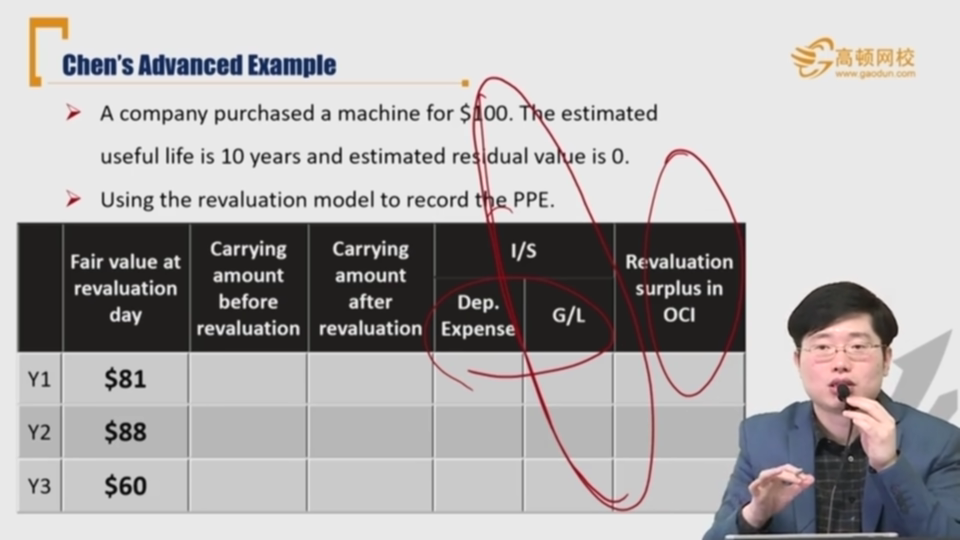 Chen's Advanced Example
高顿网校
www.gaodun.com
A company purchased a machine for $100. The estimated
useful life is 10 years and estimated residual value is 0.
Using the revaluation model to record the PPE.
Fair value at
revaluation
day
Carrying
amount
before
revaluation
Carrying
amount
after
revaluation
I/S
Dep.
Expense
G/L
Revaluation
surplus in
OCI
Y1 $81
Y2 $88
Y3 $60